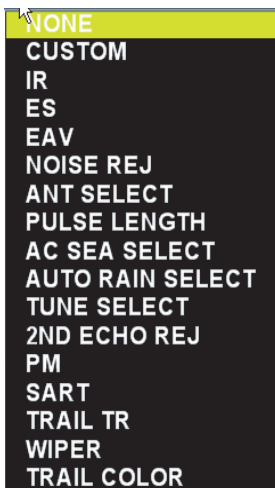 NONE
CUSTOM
IR
ES
EAV
NOISE REJ
ANT SELECT
PULSE LENGTH
AC SEA SELECT
AUTO RAIN SELECT
TUNE SELECT
2ND ECHO REJ
PM
SART
TRAIL TR
WIPER
TRAIL COLOR